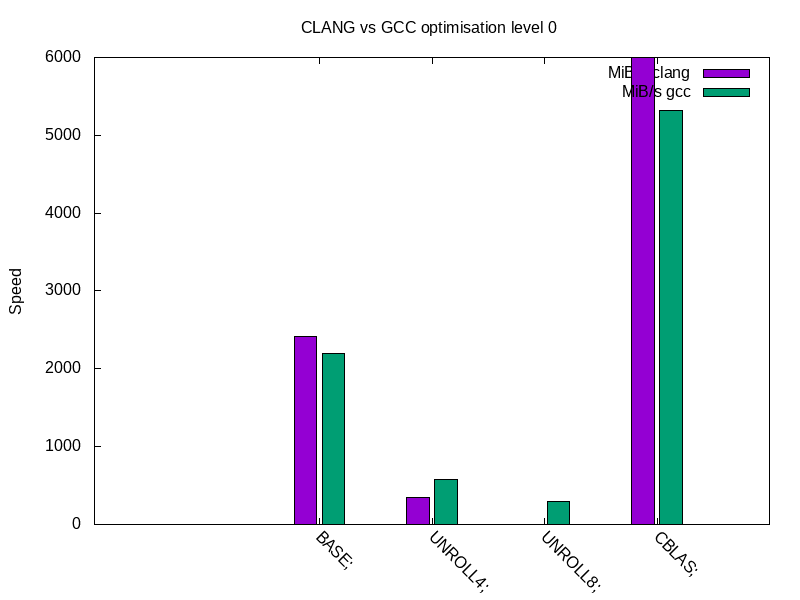 CLANG vs GCC optimisation level 0
6000
5000
4000
3000
2000
1000
0
Speed
MiB/s clang
MiB/s gcc
BASE;
UNROLL4;
UNROLL8;
CBLAS;